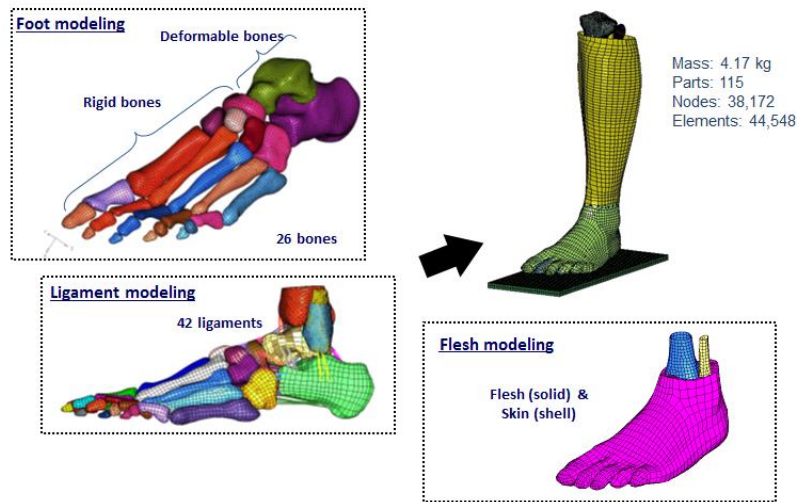 Foot modeling
Deformable bones
Rigid bones
26 bones
Mass: 4.17 kg
Parts: 115
Nodes: 38,172
Elements: 44,548
Ligament modeling
42 ligaments
Flesh modeling
Flesh (solid) &
Skin (shell)